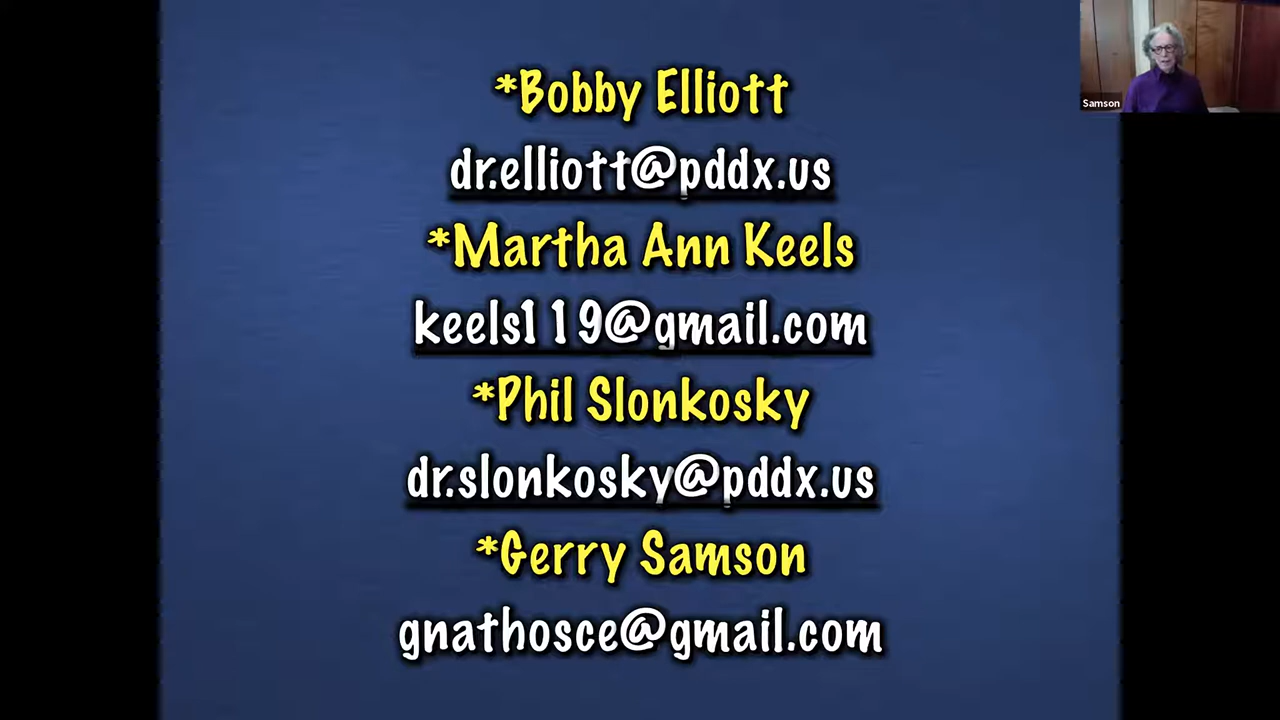 *Bobby Elliott
dr.elliott@pddx.us
*Martha Ann Keels
keels119@gmail.com
*Phil Slonkosky
dr.slonkosky@pddx.us
*Gerry Samson
gnathosce@gmail.com
Samson